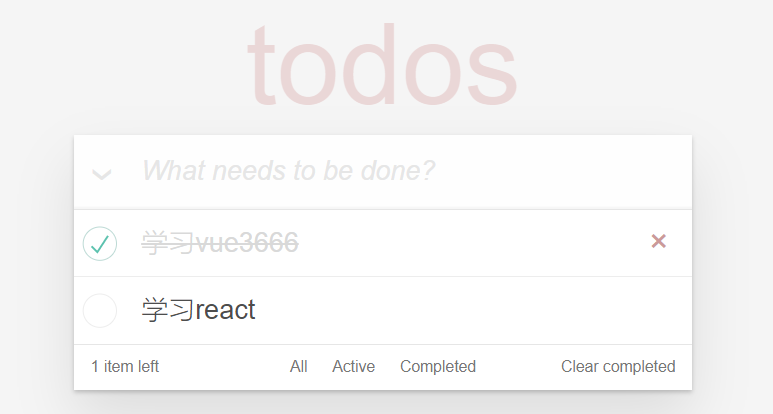 todos
What needs to be done?
学习vue3666
学习react
1 item left All Active Completed Clear completed